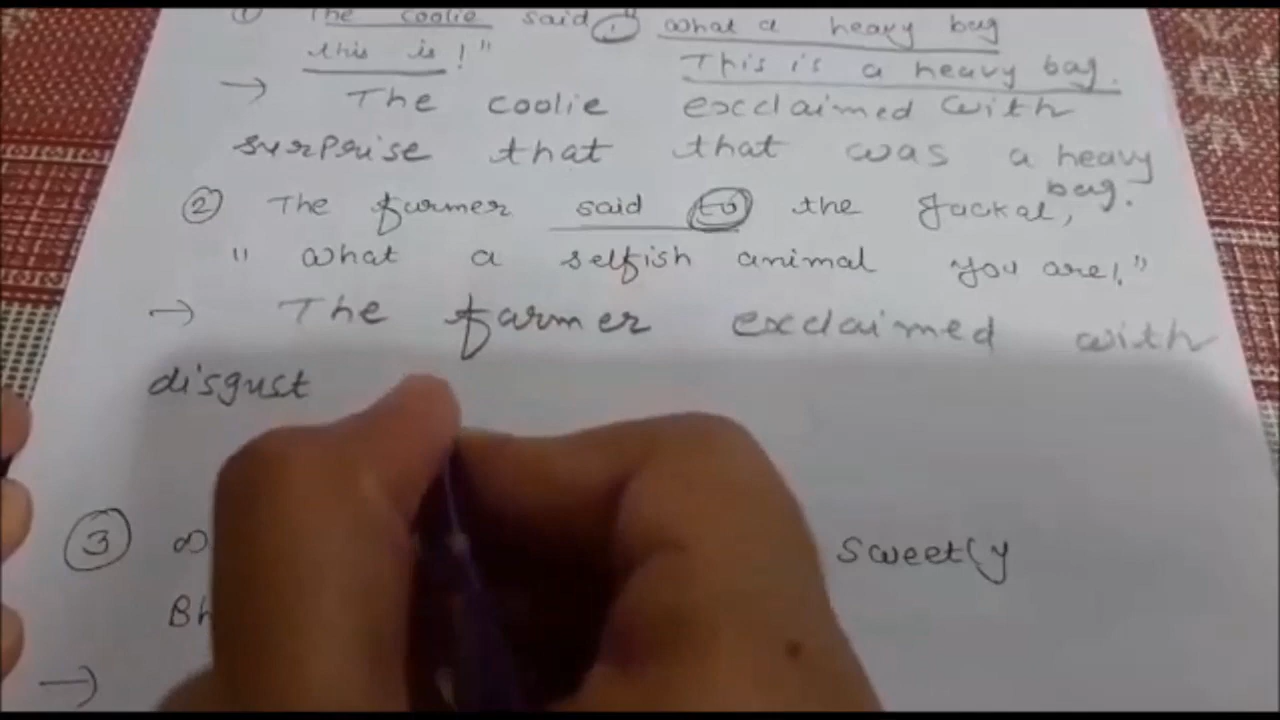 ① The coolie said, " what a heavy bag
this is!"
This is a heavy bag.
→ The coolie exclaimed with
surprise that that was a heavy
bag.
② The farmer said to the Jackal,
" what a selfish animal you are!"
→ The farmer exclaimed with
disgust
③ sweetly
→